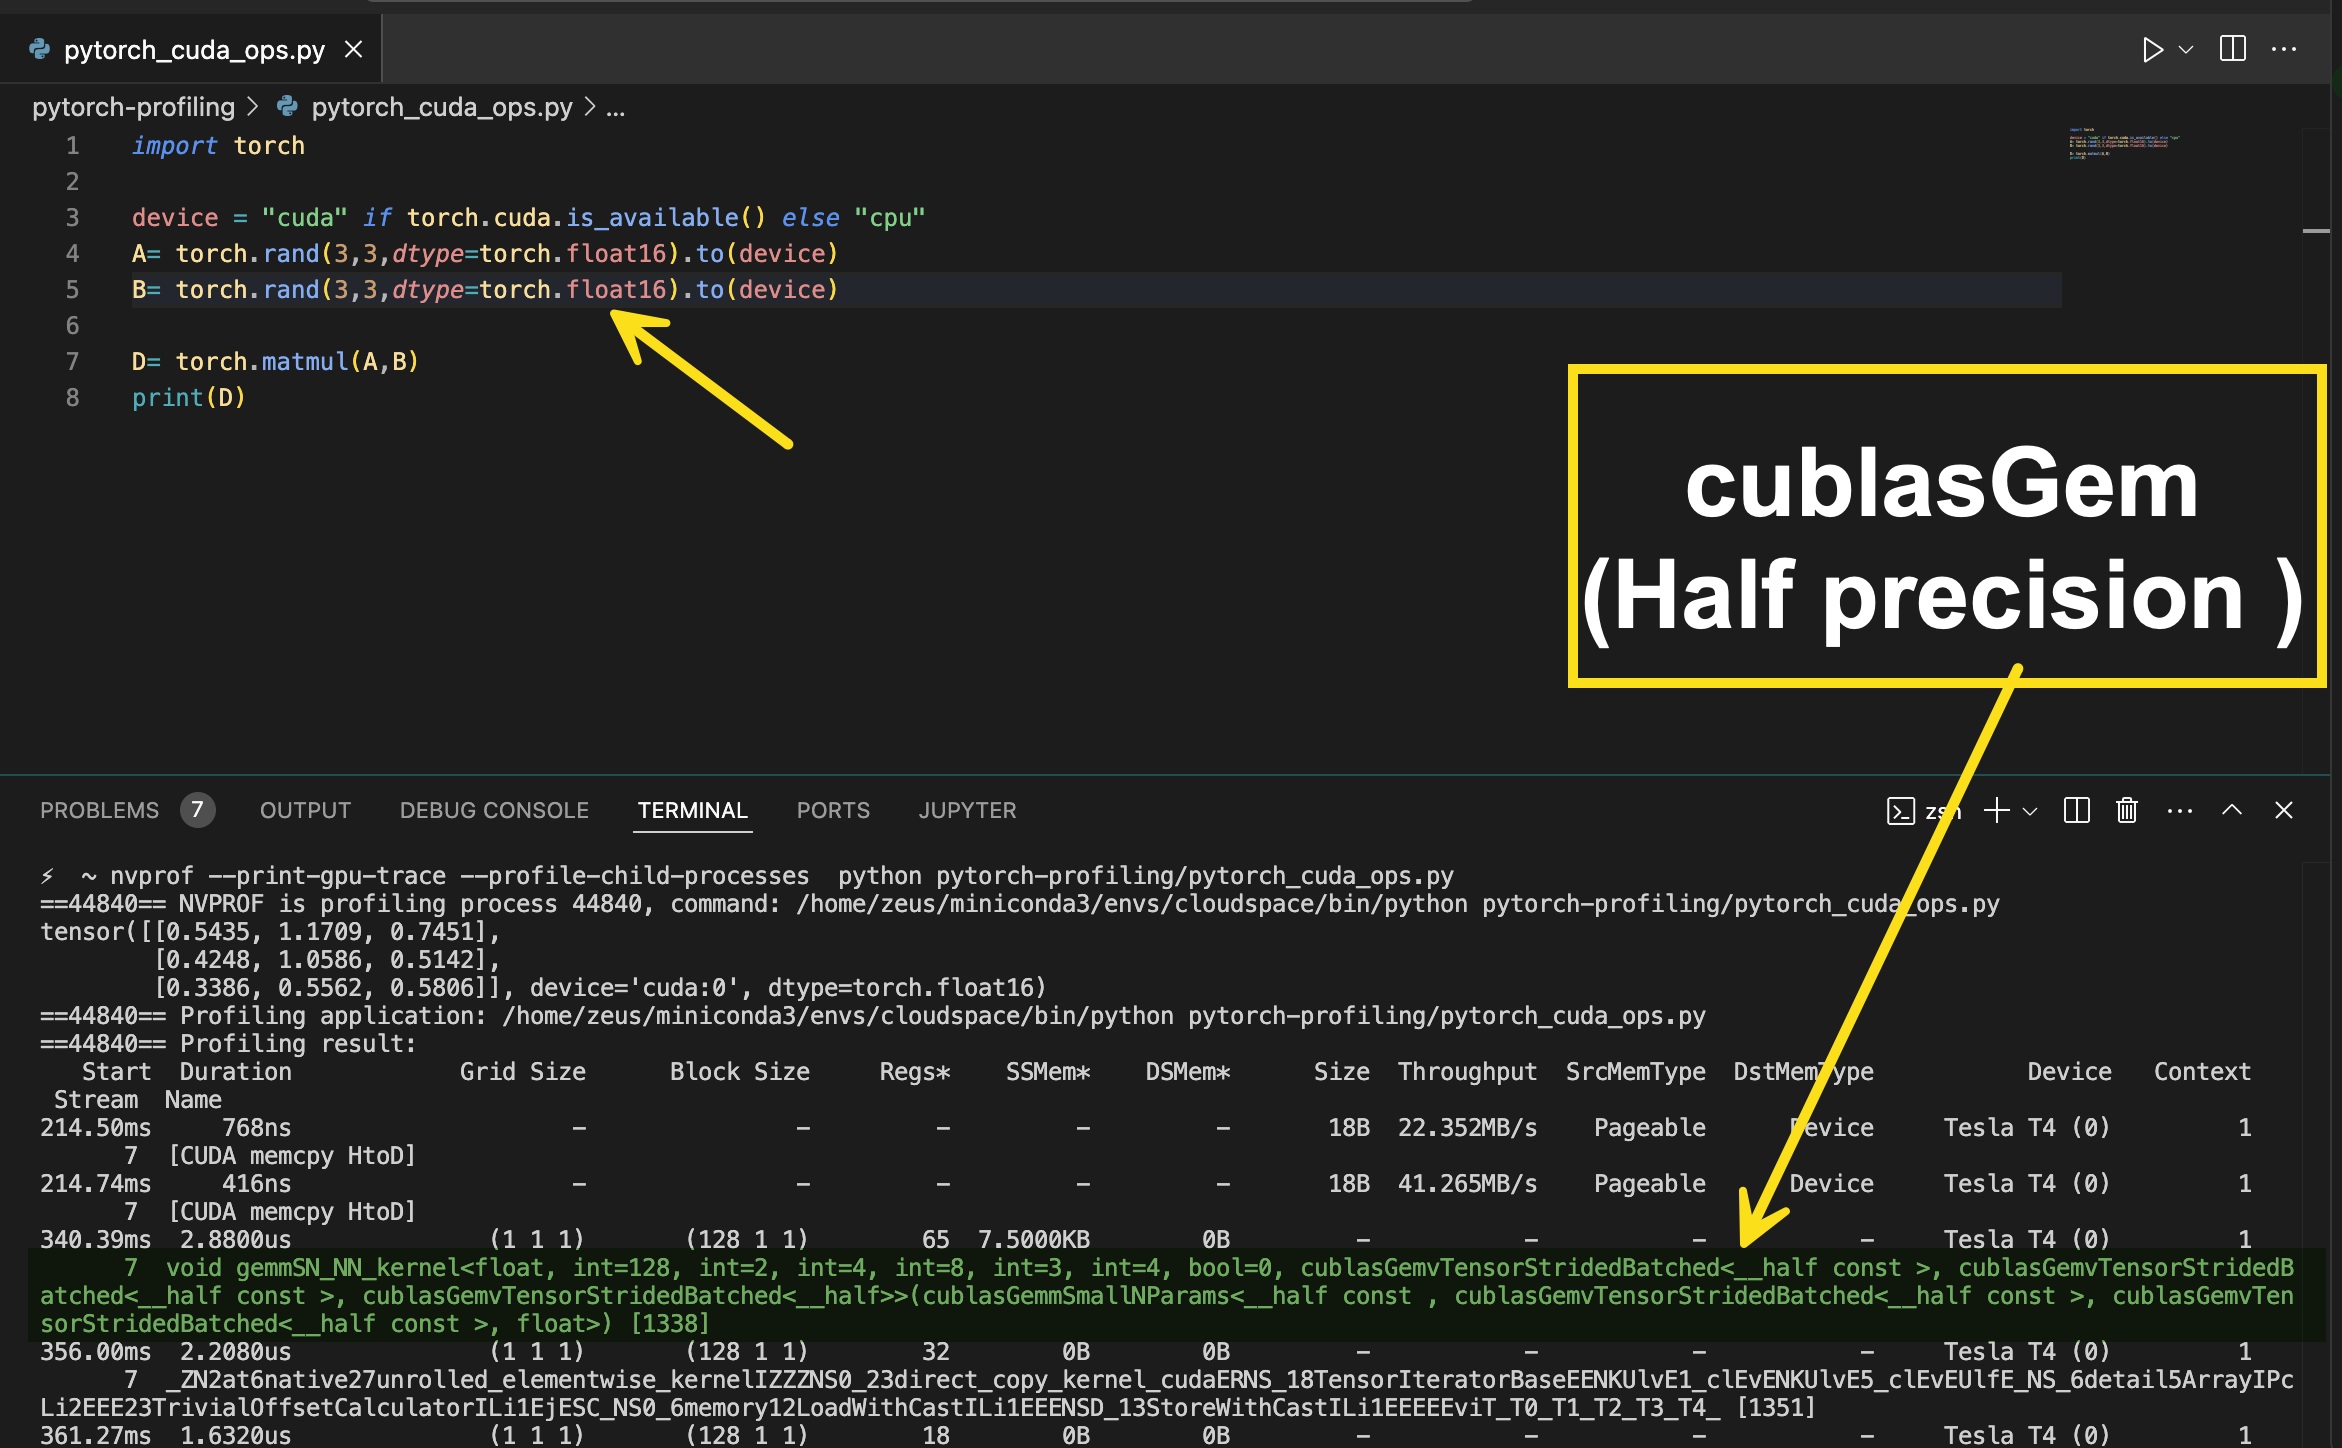 pytorch_cuda_ops.py
pytorch-profiling > pytorch_cuda_ops.py > ...
1 import torch
2
3 device = "cuda" if torch.cuda.is_available() else "cpu"
4 A= torch.rand(3,3,dtype=torch.float16).to(device)
5 B= torch.rand(3,3,dtype=torch.float16).to(device)
6
7 D= torch.matmul(A,B)
8 print(D)
cublasGem
(Half precision )
PROBLEMS 7 OUTPUT DEBUG CONSOLE TERMINAL PORTS JUPYTER zsh
~ nvprof --print-gpu-trace --profile-child-processes  python pytorch-profiling/pytorch_cuda_ops.py
==44840== NVPROF is profiling process 44840, command: /home/zeus/miniconda3/envs/cloudspace/bin/python pytorch-profiling/pytorch_cuda_ops.py
tensor([[0.5435, 1.1709, 0.7451],
[0.4248, 1.0586, 0.5142],
[0.3386, 0.5562, 0.5806]], device='cuda:0', dtype=torch.float16)
==44840== Profiling application: /home/zeus/miniconda3/envs/cloudspace/bin/python pytorch-profiling/pytorch_cuda_ops.py
==44840== Profiling result:
Start Duration Grid Size Block Size Regs* SSMem* DSMem* Size Throughput SrcMemType DstMemType Device Context
Stream Name
214.50ms 768ns - - - - - 18B 22.352MB/s Pageable Device Tesla T4 (0) 1
7 [CUDA memcpy HtoD]
214.74ms 416ns - - - - - 18B 41.265MB/s Pageable Device Tesla T4 (0) 1
7 [CUDA memcpy HtoD]
340.39ms 2.8800us (1 1 1) (128 1 1) 65 7.5000KB 0B - - - - Tesla T4 (0) 1
7 void gemmSN_NN_kernel<float, int=128, int=2, int=4, int=8, int=3, int=4, bool=0, cublasGemvTensorStridedBatched<__half const >, cublasGemvTensorStridedB
atched<__half const >, cublasGemvTensorStridedBatched<__half>>(cublasGemmSmallNParams<__half const , cublasGemvTensorStridedBatched<__half const >, cublasGemvTen
sorStridedBatched<__half const >, float>) [1338]
356.00ms 2.2080us (1 1 1) (128 1 1) 32 0B 0B - - - - Tesla T4 (0) 1
7 _ZN2at6native27unrolled_elementwise_kernelIZZZNS0_23direct_copy_kernel_cudaERNS_18TensorIteratorBaseEENKUlvE1_clEvENKUlvE5_clEvEUlfE_NS_6detail5ArrayIPc
Li2EEE23TrivialOffsetCalculatorILi1EjESC_NS0_6memory12LoadWithCastILi1EEENSD_13StoreWithCastILi1EEEEEviT_T0_T1_T2_T3_T4_ [1351]
361.27ms 1.6320us (1 1 1) (128 1 1) 18 0B 0B - - - - Tesla T4 (0) 1